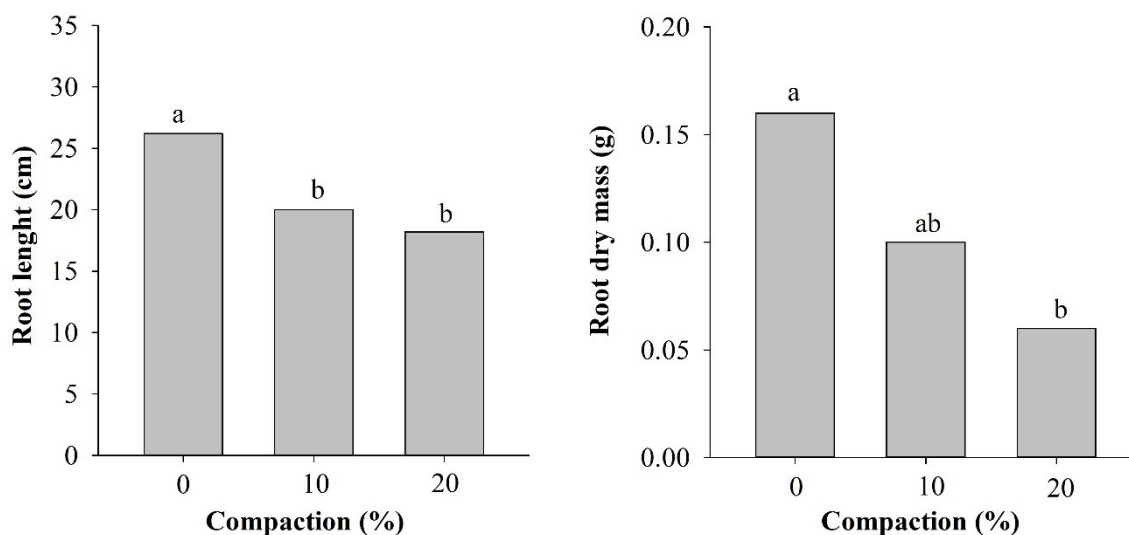 Root lenght (cm)
35
30
25
20
15
10
5
0
a
b
b
0 10 20
Compaction (%)
Root dry mass (g)
0.20
0.15
0.10
0.05
0.00
a
ab
b
0 10 20
Compaction (%)